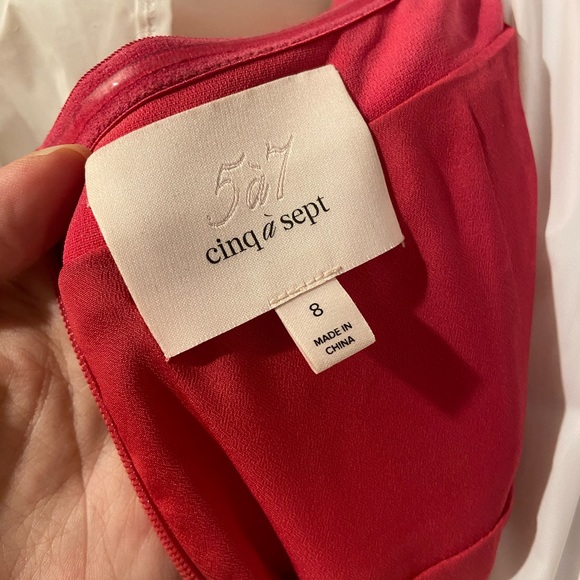 5à7
cinq à sept
8
MADE IN
CHINA